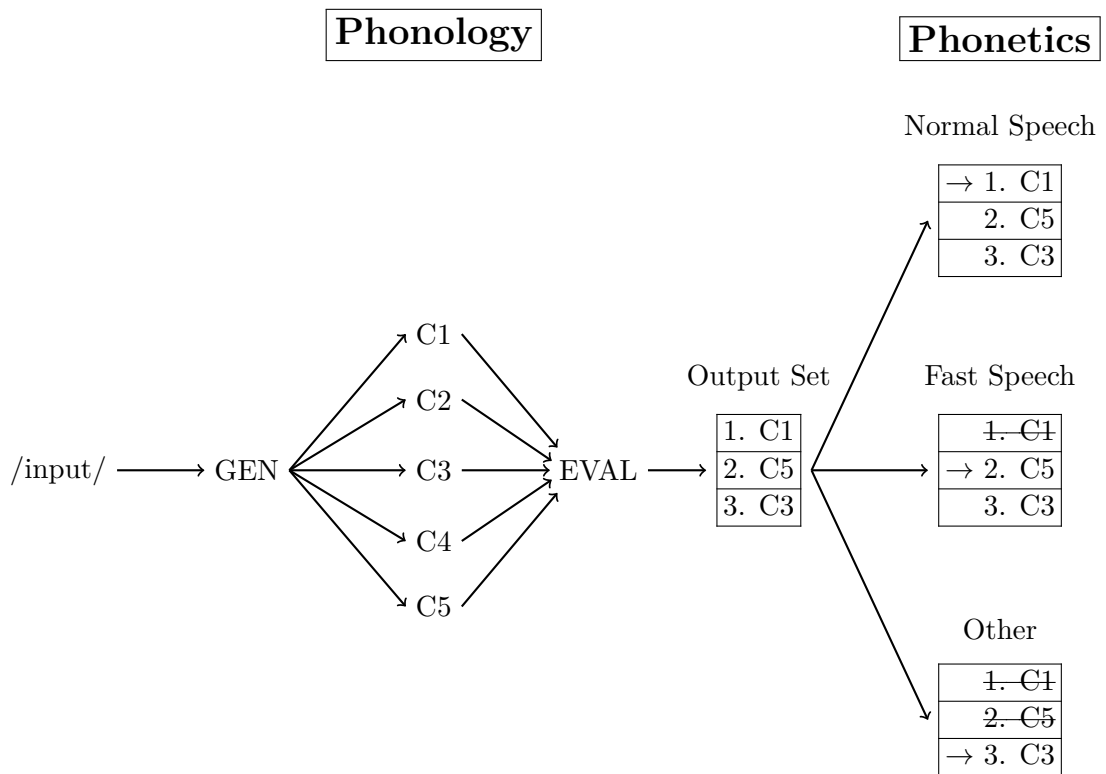 Phonology
Phonetics
/input/
GEN
C1
C2
C3
C4
C5
EVAL
Output Set
1. C1
2. C5
3. C3
Normal Speech
→ 1. C1
2. C5
3. C3
Fast Speech
1. C1
→ 2. C5
3. C3
Other
1. C1
2. C5
→ 3. C3